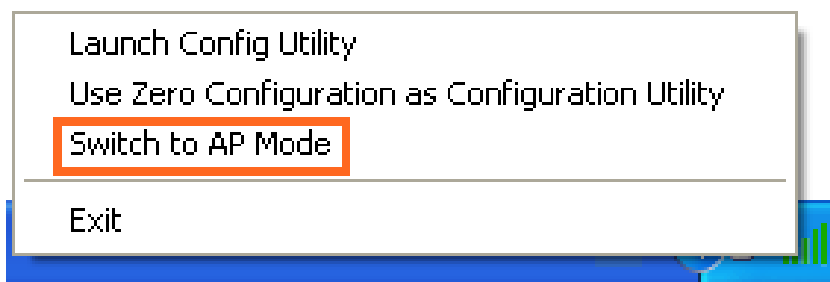 Launch Config Utility
Use Zero Configuration as Configuration Utility
Switch to AP Mode
Exit